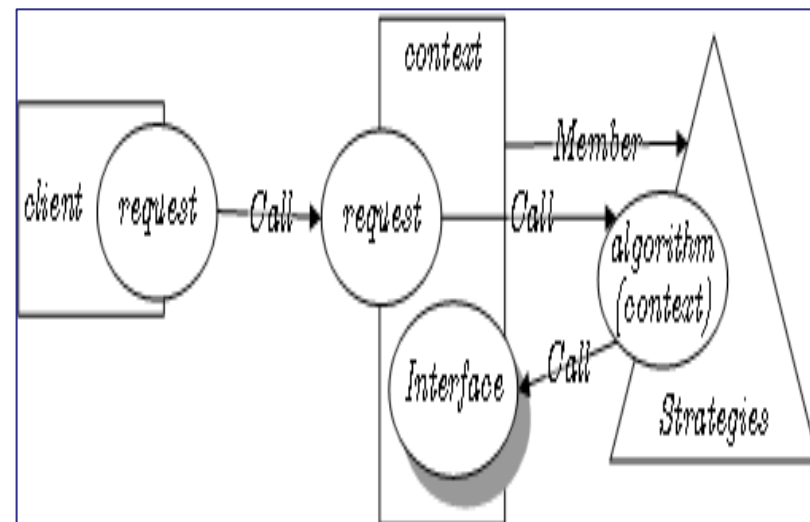 context
Member
client
request
Call
request
Call
algorithm
(context)
Interface
Call
Strategies